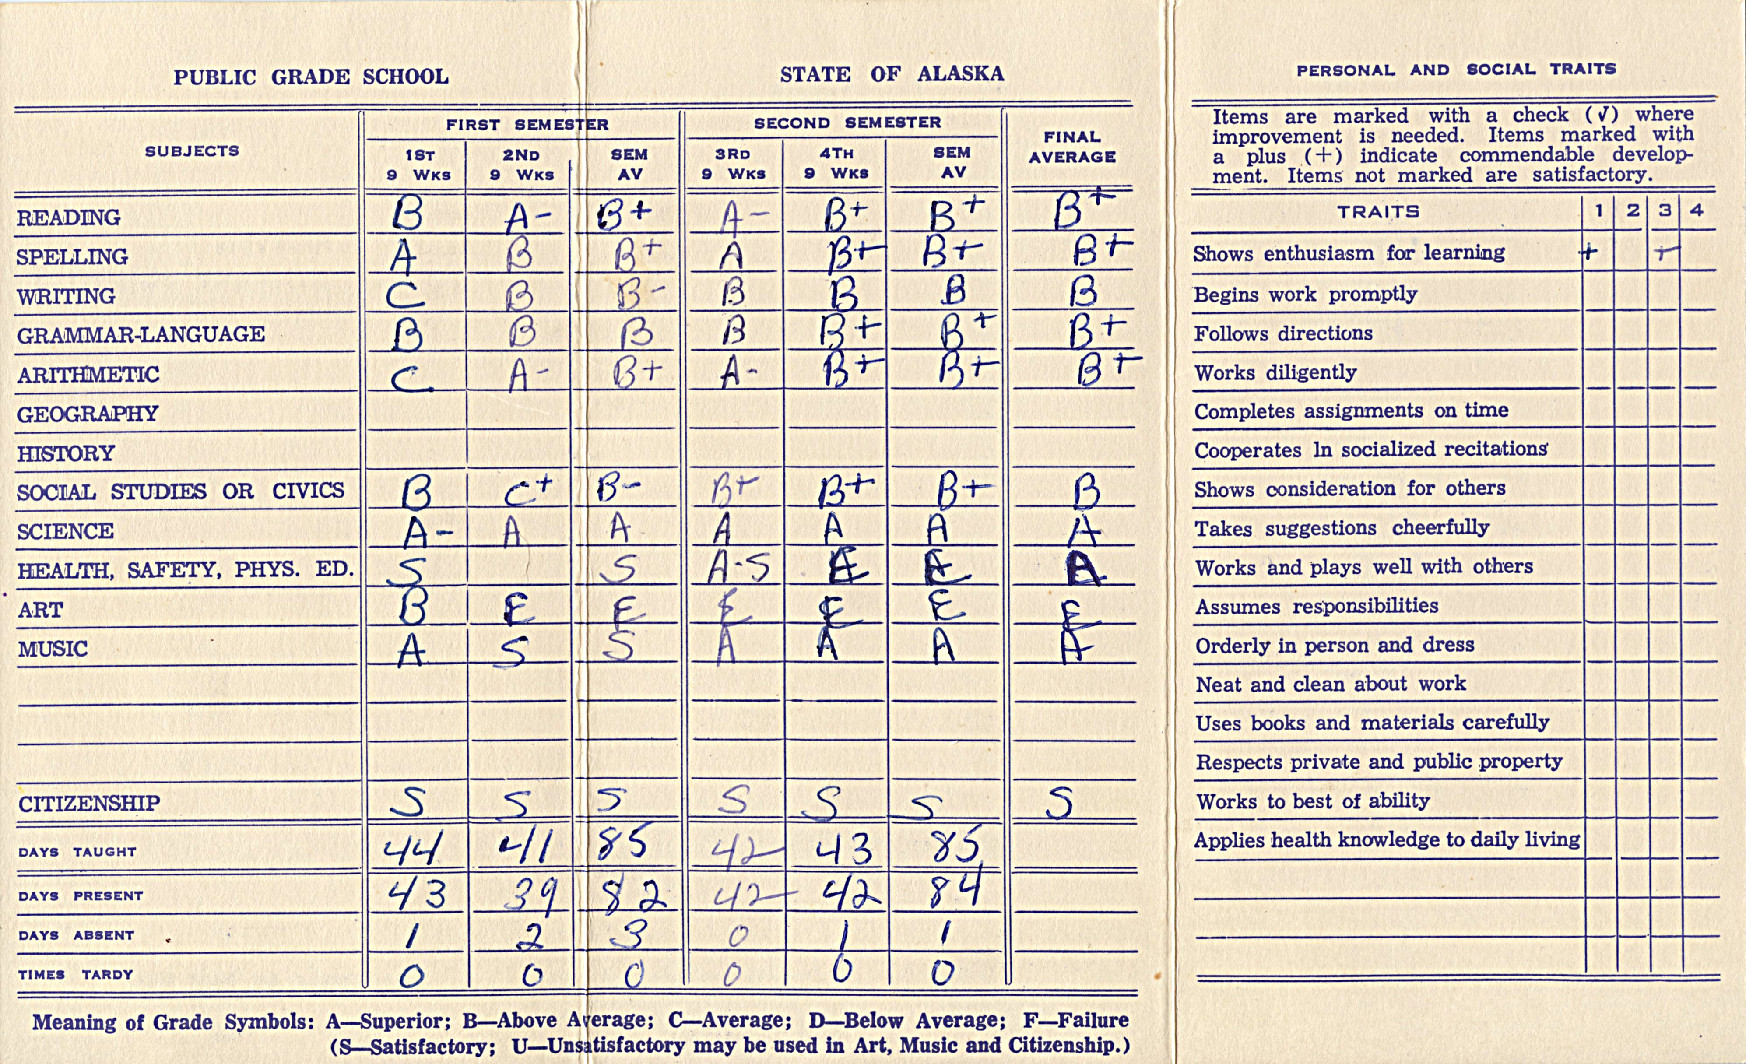 PUBLIC GRADE SCHOOL STATE OF ALASKA
SUBJECTS FIRST SEMESTER SECOND SEMESTER FINAL AVERAGE
1ST 9 WKS 2ND 9 WKS SEM AV 3RD 9 WKS 4TH 9 WKS SEM AV
READING B A- B+ A- B+ B+ B+
SPELLING A B B+ A B+ B+ B+
WRITING C B B- B B B B
GRAMMAR-LANGUAGE B B B B B+ B+ B+
ARITHMETIC C A- B+ A- B+ B+ B+
GEOGRAPHY
HISTORY
SOCIAL STUDIES OR CIVICS B C+ B- B+ B+ B+ B
SCIENCE A- A A A A A A
HEALTH, SAFETY, PHYS. ED. S S A-S A
ART B E E E E E E
MUSIC A S S A A A A
CITIZENSHIP S S S S S S S
DAYS TAUGHT 44 41 85 42 43 85
DAYS PRESENT 43 39 82 42 42 84
DAYS ABSENT 1 2 3 0 1 1
TIMES TARDY 0 0 0 0 0 0
Meaning of Grade Symbols: A—Superior; B—Above Average; C—Average; D—Below Average; F—Failure
(S—Satisfactory; U—Unsatisfactory may be used in Art, Music and Citizenship.)
PERSONAL AND SOCIAL TRAITS
Items are marked with a check (√) where
improvement is needed. Items marked with
a plus (+) indicate commendable develop-
ment. Items not marked are satisfactory.
TRAITS 1 2 3 4
Shows enthusiasm for learning + +
Begins work promptly
Follows directions
Works diligently
Completes assignments on time
Cooperates In socialized recitations
Shows consideration for others
Takes suggestions cheerfully
Works and plays well with others
Assumes responsibilities
Orderly in person and dress
Neat and clean about work
Uses books and materials carefully
Respects private and public property
Works to best of ability
Applies health knowledge to daily living